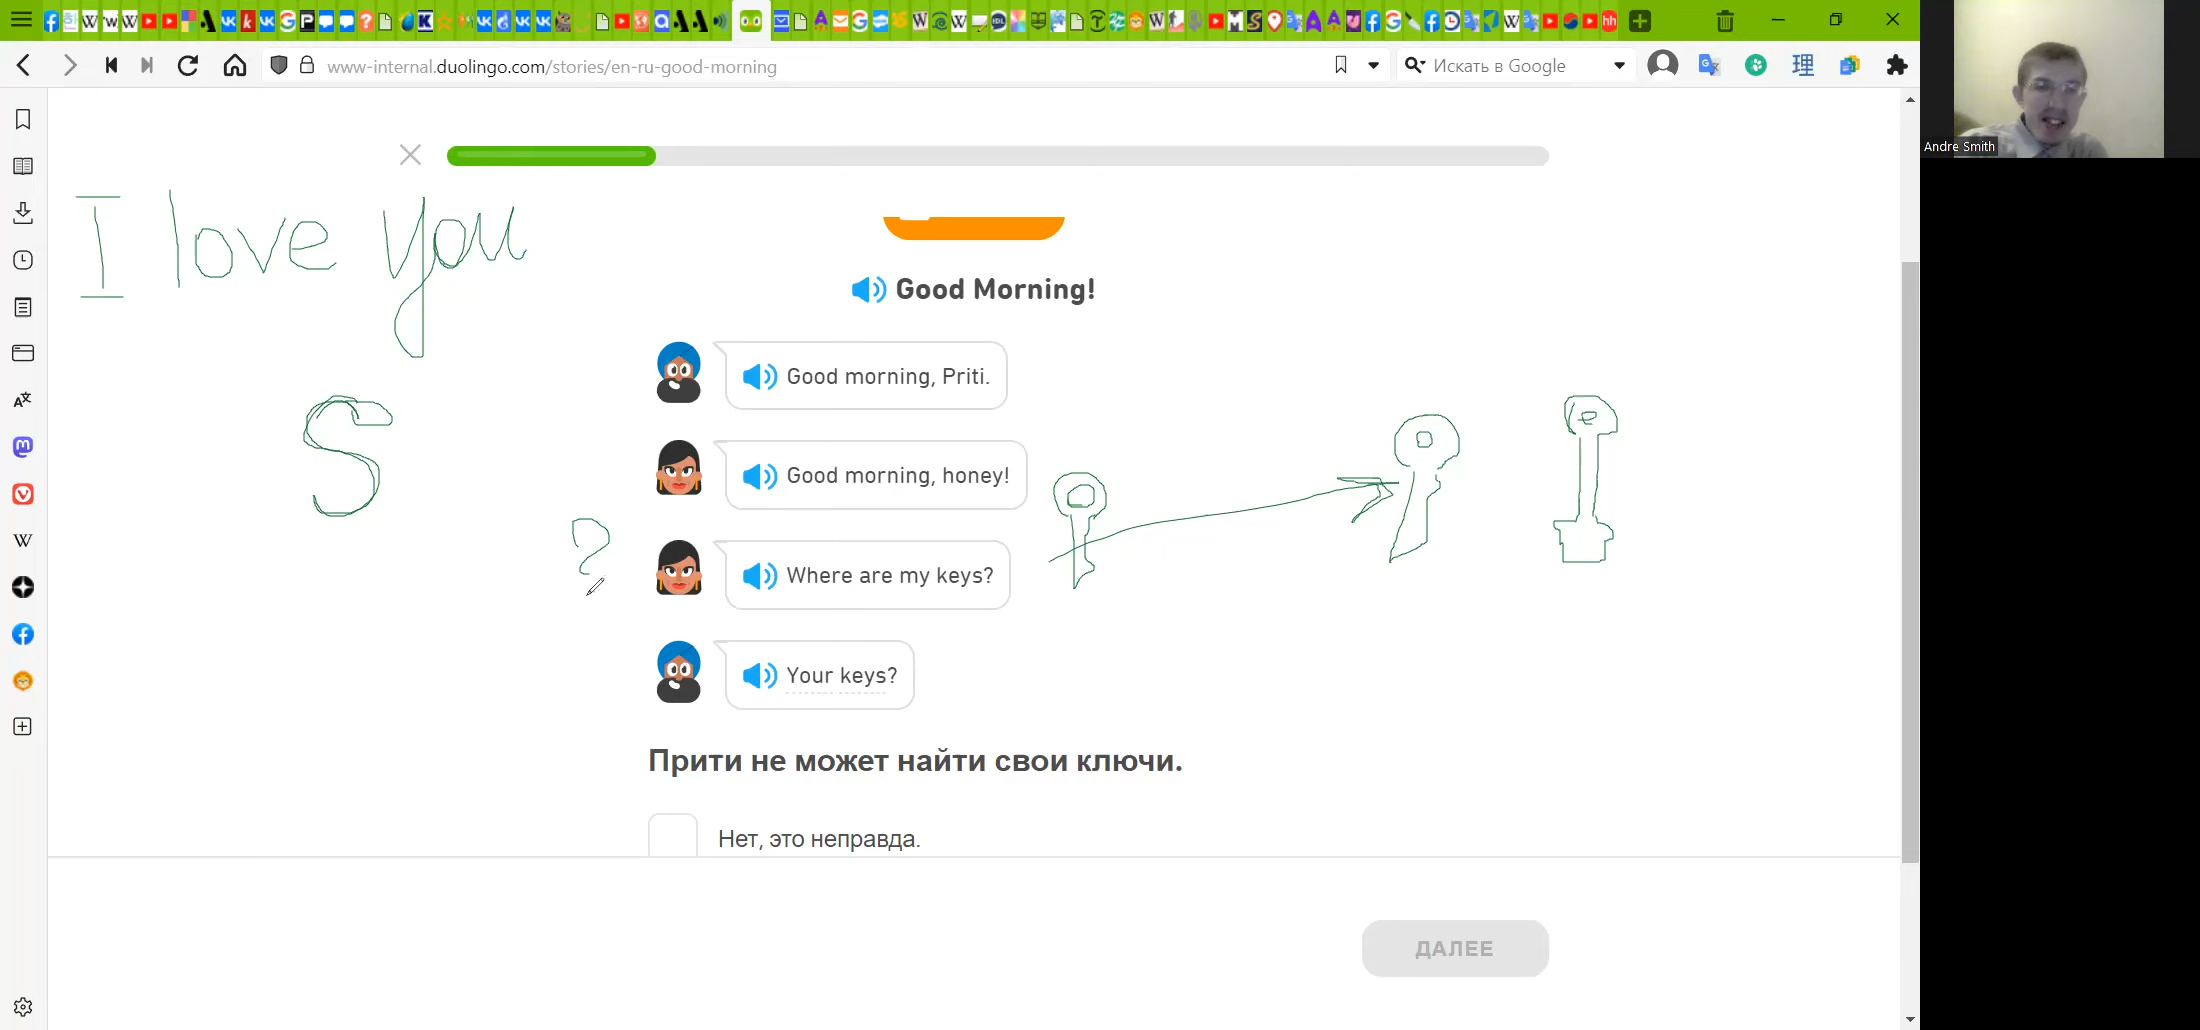 www-internal.duolingo.com/stories/en-ru-good-morning
Искать в Google
Andre Smith
I love you
Good Morning!
Good morning, Priti.
S
Good morning, honey!
?
Where are my keys?
Your keys?
Прити не может найти свои ключи.
Нет, это неправда.
ДАЛЕЕ